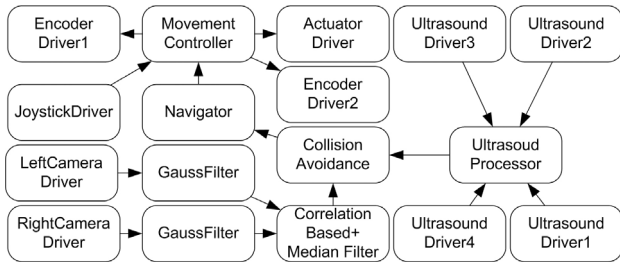 Encoder
Driver1
Movement
Controller
Actuator
Driver
Ultrasound
Driver3
Ultrasound
Driver2
Encoder
Driver2
JoystickDriver
Navigator
Collision
Avoidance
Ultrasoud
Processor
LeftCamera
Driver
GaussFilter
RightCamera
Driver
GaussFilter
Correlation
Based+
Median Filter
Ultrasound
Driver4
Ultrasound
Driver1